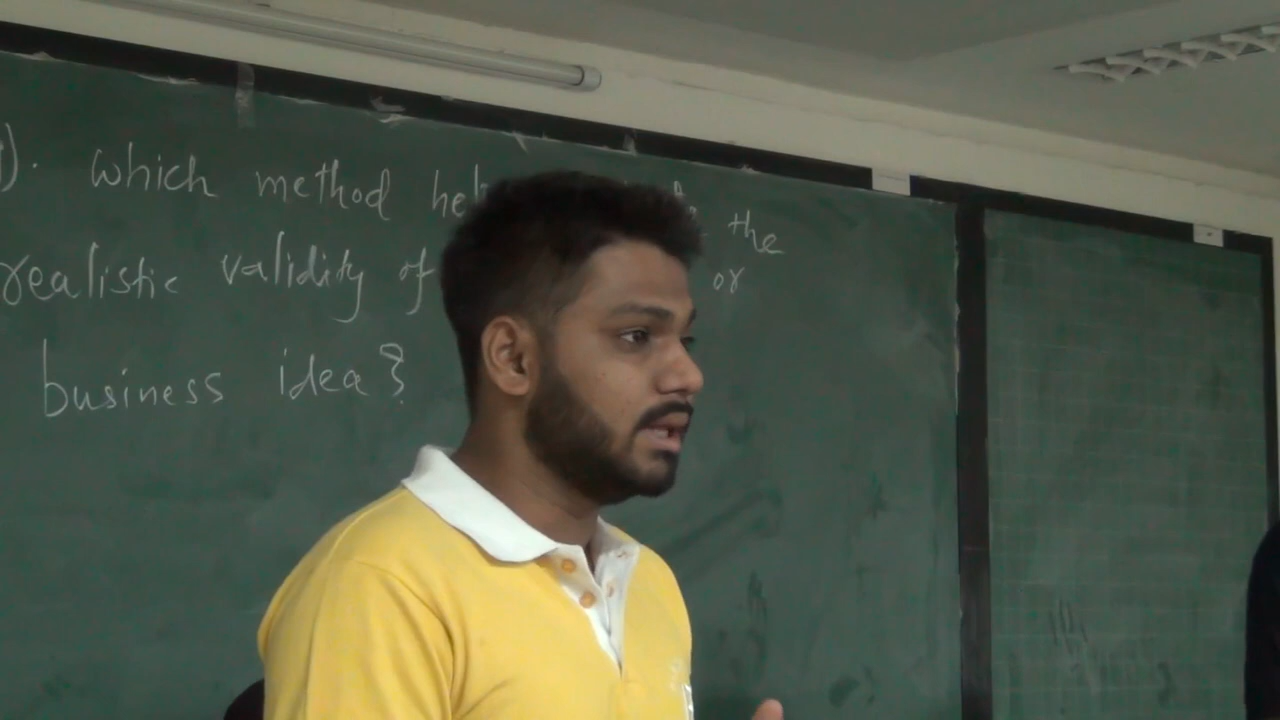 ). which method hel the
realistic validity of or
business idea?